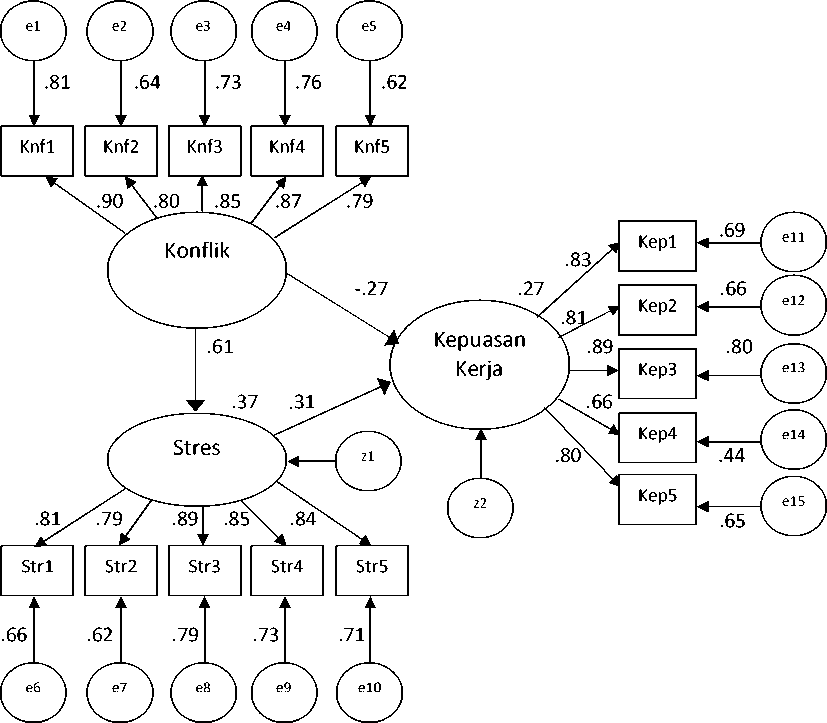 e1 e2 e3 e4 e5
.81 .64 .73 .76 .62
Knf1 Knf2 Knf3 Knf4 Knf5
.90 .80 .85 .87 .79
Konflik
-.27
.61
.37 .31
Stres
z1
.81 .79 .89 .85 .84
Str1 Str2 Str3 Str4 Str5
.66 .62 .79 .73 .71
e6 e7 e8 e9 e10
Kepuasan
Kerja
z2
.27
.83 Kep1 .69 e11
.81 Kep2 .66 e12
.89 Kep3 .80 e13
.66 Kep4 .44 e14
.80 Kep5 .65 e15